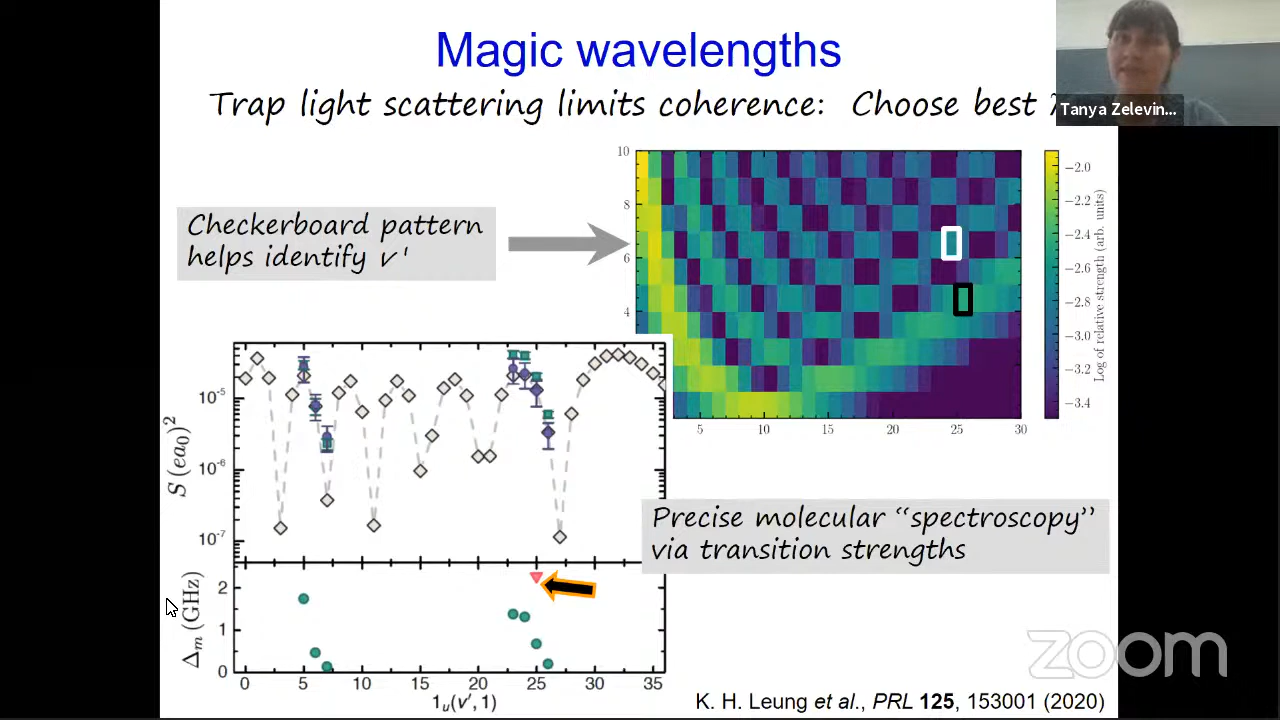 Magic wavelengths
Trap light scattering limits coherence: Choose best
Tanya Zelevin...
Checkerboard pattern
helps identify v'
10
8
6
4
5
10
15
20
25
30
−2.0
−2.2
−2.4
−2.6
−2.8
−3.0
−3.2
−3.4
Log of relative strength (arb. units)
S (ea₀)²
10⁻⁵
10⁻⁶
10⁻⁷
Precise molecular “spectroscopy”
via transition strengths
Δₘ (GHz)
2
1
0
0 5 10 15 20 25 30 35
1ᵤ(v′, 1)
zoom
K. H. Leung et al., PRL 125, 153001 (2020)